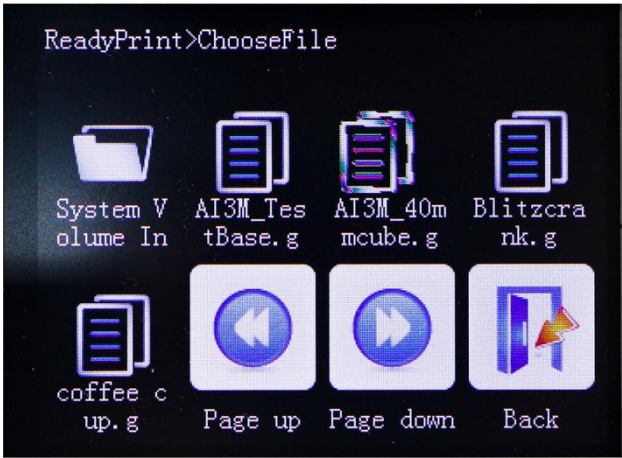 ReadyPrint>ChooseFile
System V
olume In
AI3M_Tes
tBase.g
AI3M_40m
mcube.g
Blitzcra
nk.g
coffee c
up.g
Page up
Page down
Back